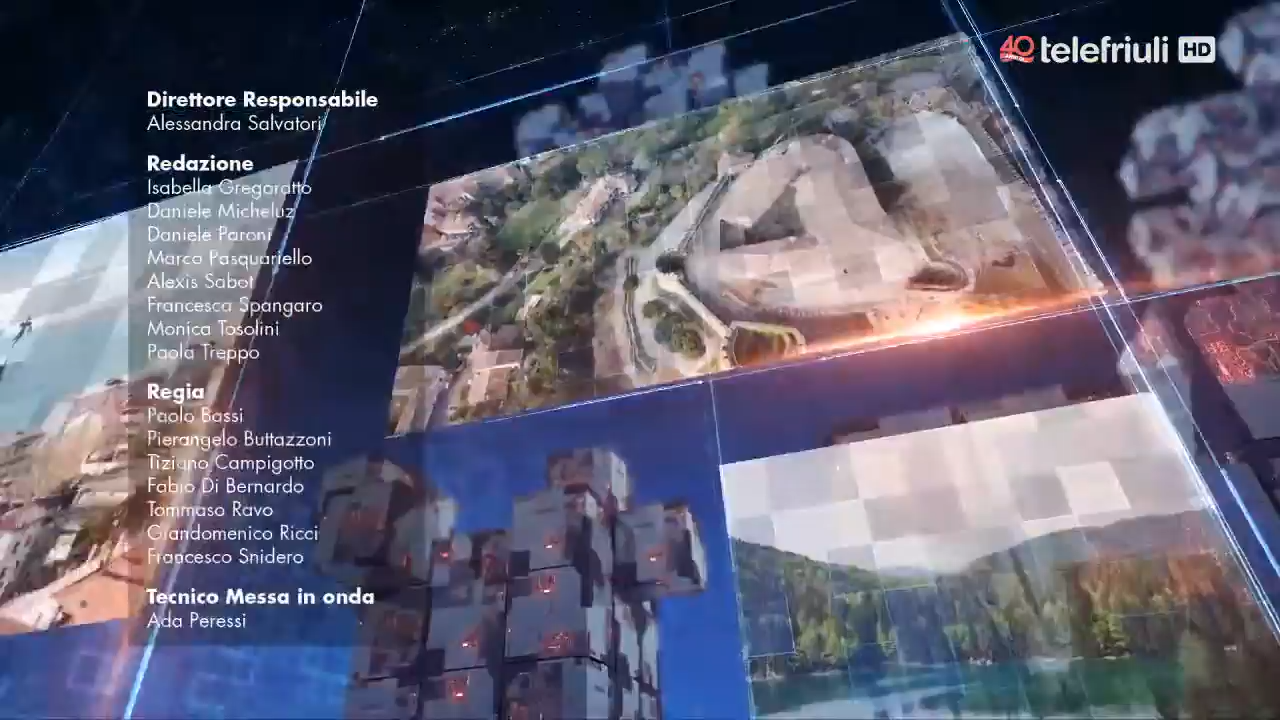 40 telefriuli HD
Direttore Responsabile
Alessandra Salvatori
Redazione
Isabella Gregoratto
Daniele Micheluz
Daniele Paroni
Marco Pasquariello
Alexis Sabot
Francesca Spangaro
Monica Tosolini
Paola Treppo
Regia
Paolo Bassi
Pierangelo Buttazzoni
Tiziano Campigotto
Fabio Di Bernardo
Tommaso Ravo
Giandomenico Ricci
Francesco Snidero
Tecnico Messa in onda
Ada Peressi